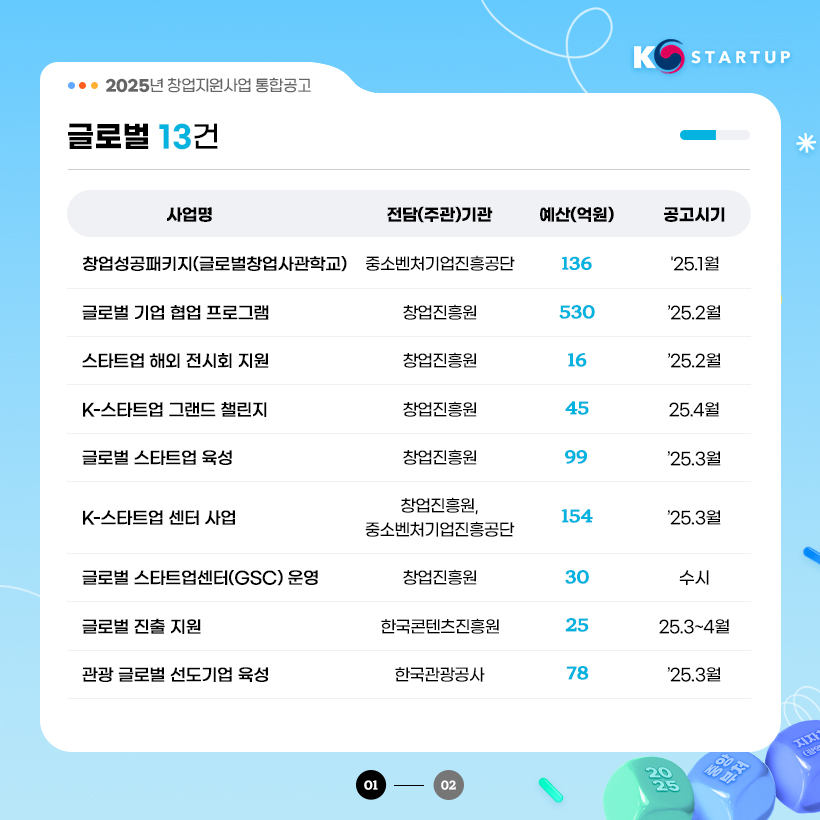 K STARTUP
2025년 창업지원사업 통합공고
글로벌 13건
사업명 전담(주관)기관 예산(억원) 공고시기
창업성공패키지(글로벌창업사관학교) 중소벤처기업진흥공단 136 '25.1월
글로벌 기업 협업 프로그램 창업진흥원 530 ’25.2월
스타트업 해외 전시회 지원 창업진흥원 16 ’25.2월
K-스타트업 그랜드 챌린지 창업진흥원 45 25.4월
글로벌 스타트업 육성 창업진흥원 99 ’25.3월
K-스타트업 센터 사업 창업진흥원, 154 ’25.3월
중소벤처기업진흥공단
글로벌 스타트업센터(GSC) 운영 창업진흥원 30 수시
글로벌 진출 지원 한국콘텐츠진흥원 25 25.3~4월
관광 글로벌 선도기업 육성 한국관광공사 78 ’25.3월
01 02
20
25